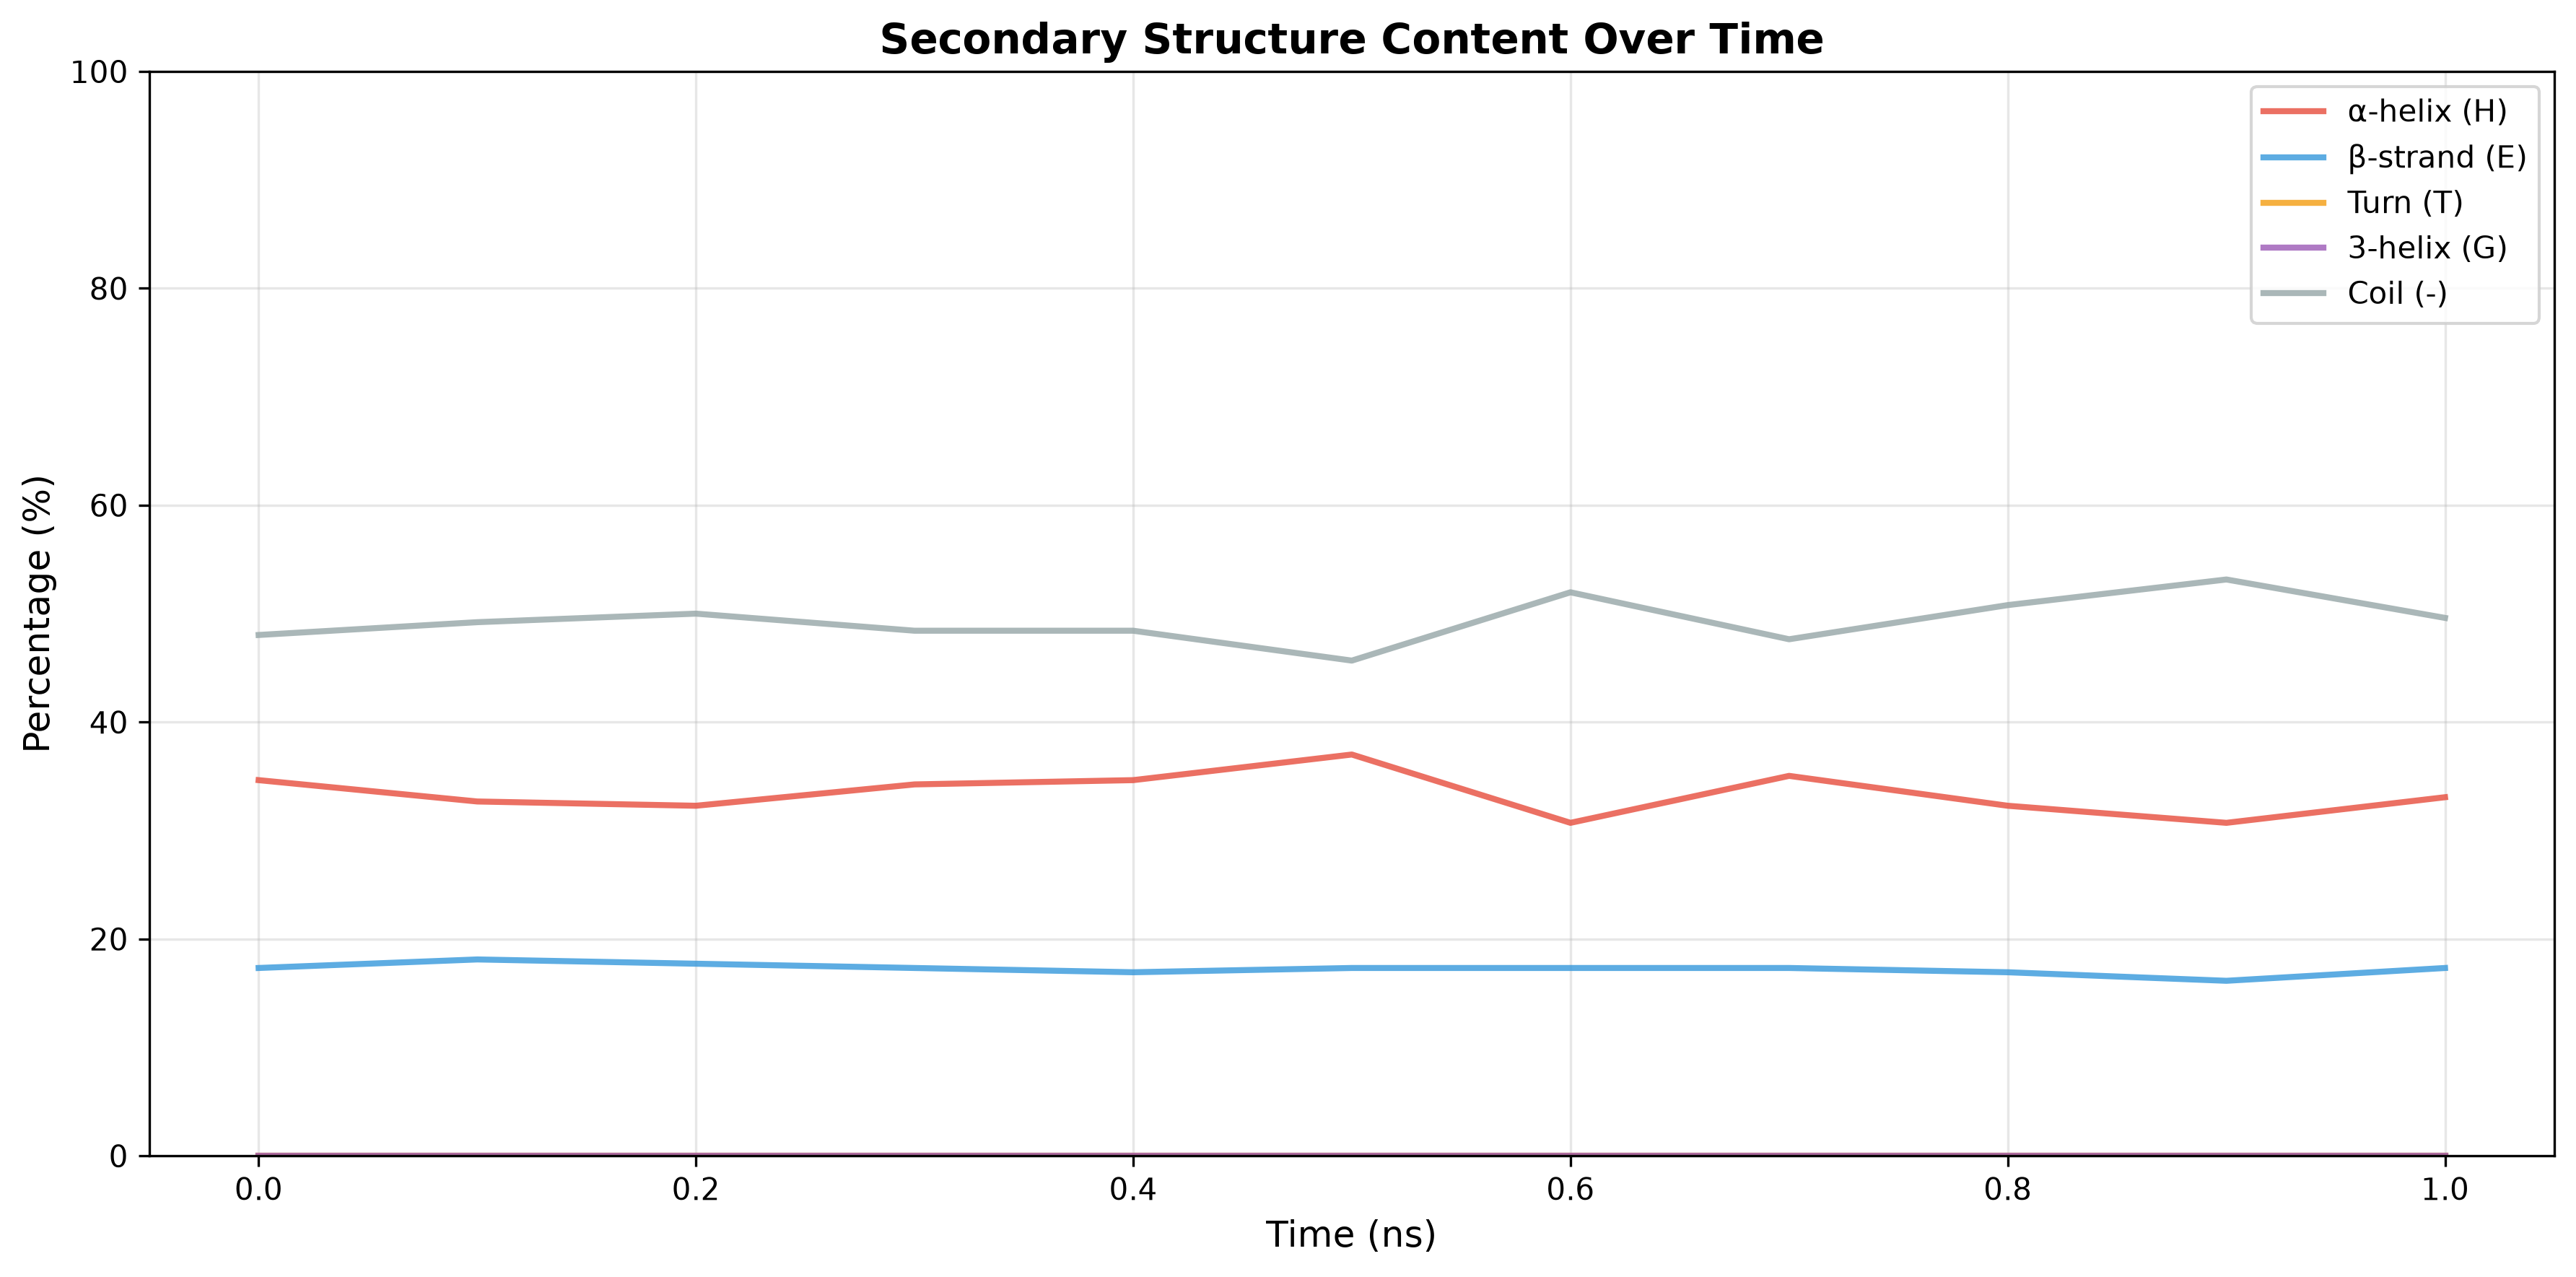 Secondary Structure Content Over Time
100
80
60
40
20
0
Percentage (%)
α-helix (H)
β-strand (E)
Turn (T)
3-helix (G)
Coil (-)
0.0 0.2 0.4 0.6 0.8 1.0
Time (ns)